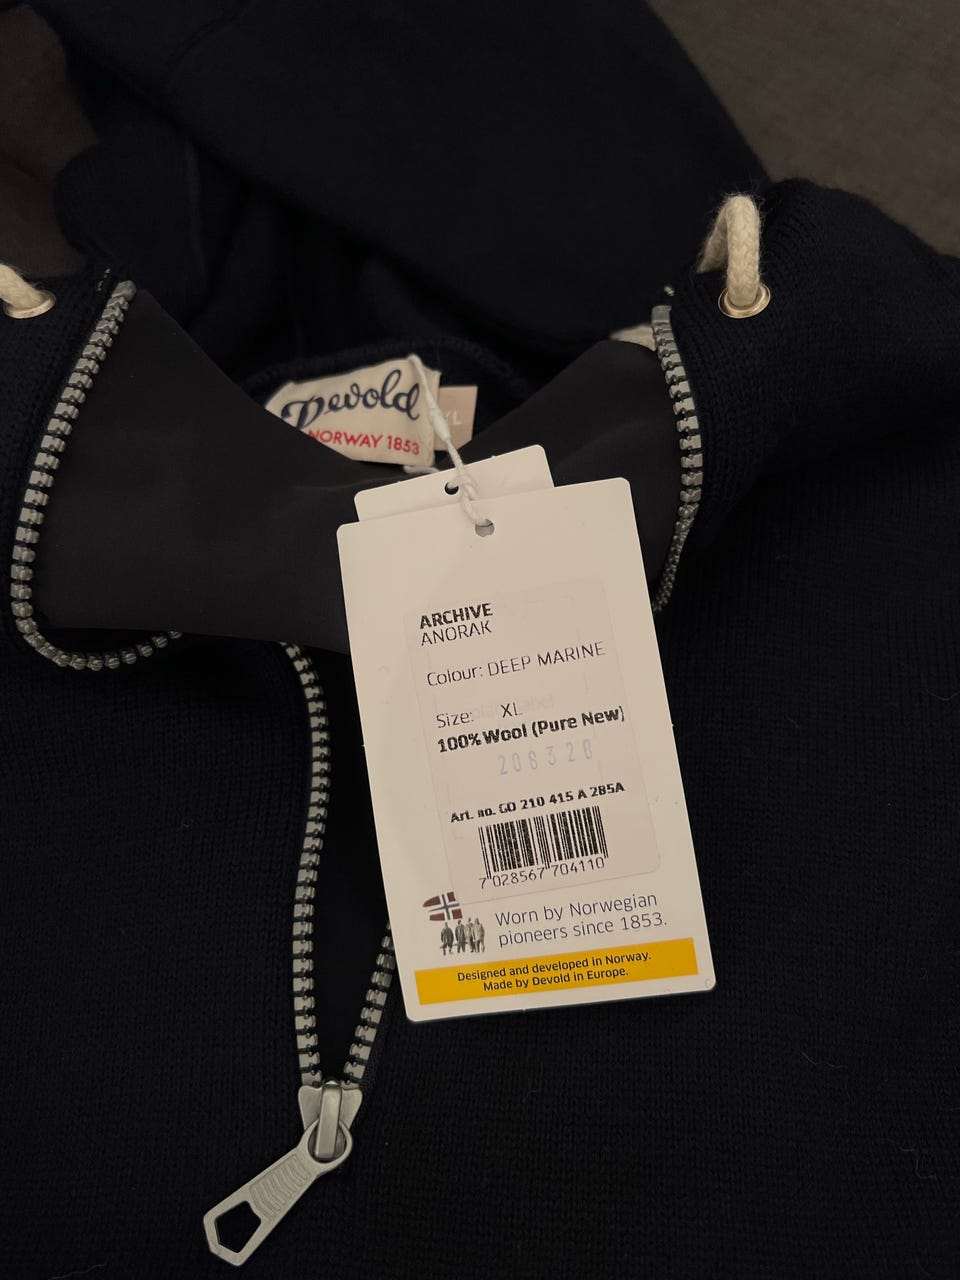 Devold
NORWAY 1853
XL
ARCHIVE
ANORAK
Colour: DEEP MARINE
Size: XL
100% Wool (Pure New)
208328
Art. no. GO 210 415 A 285A
7 028567 704110
Worn by Norwegian
pioneers since 1853.
Designed and developed in Norway.
Made by Devold in Europe.